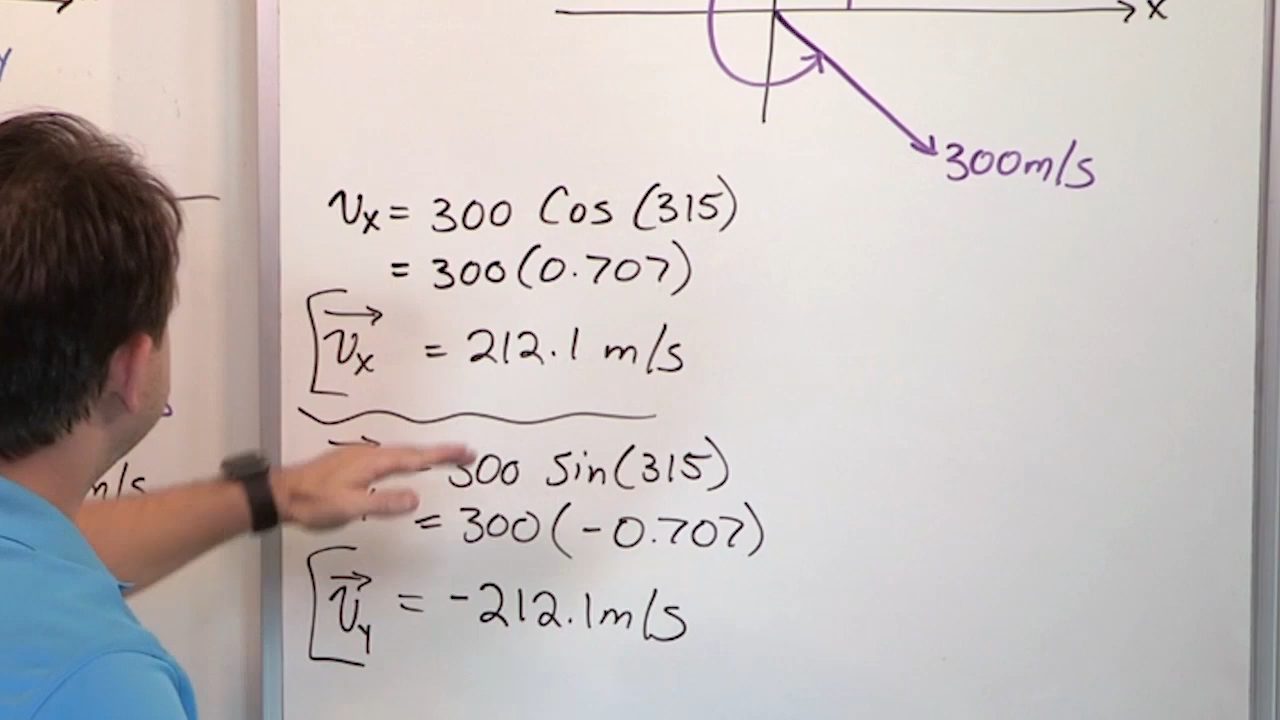 x
300m/s
vx = 300 Cos (315)
= 300(0.707)
vx = 212.1 m/s
300 Sin(315)
= 300(-0.707)
vy = -212.1m/s
m/s